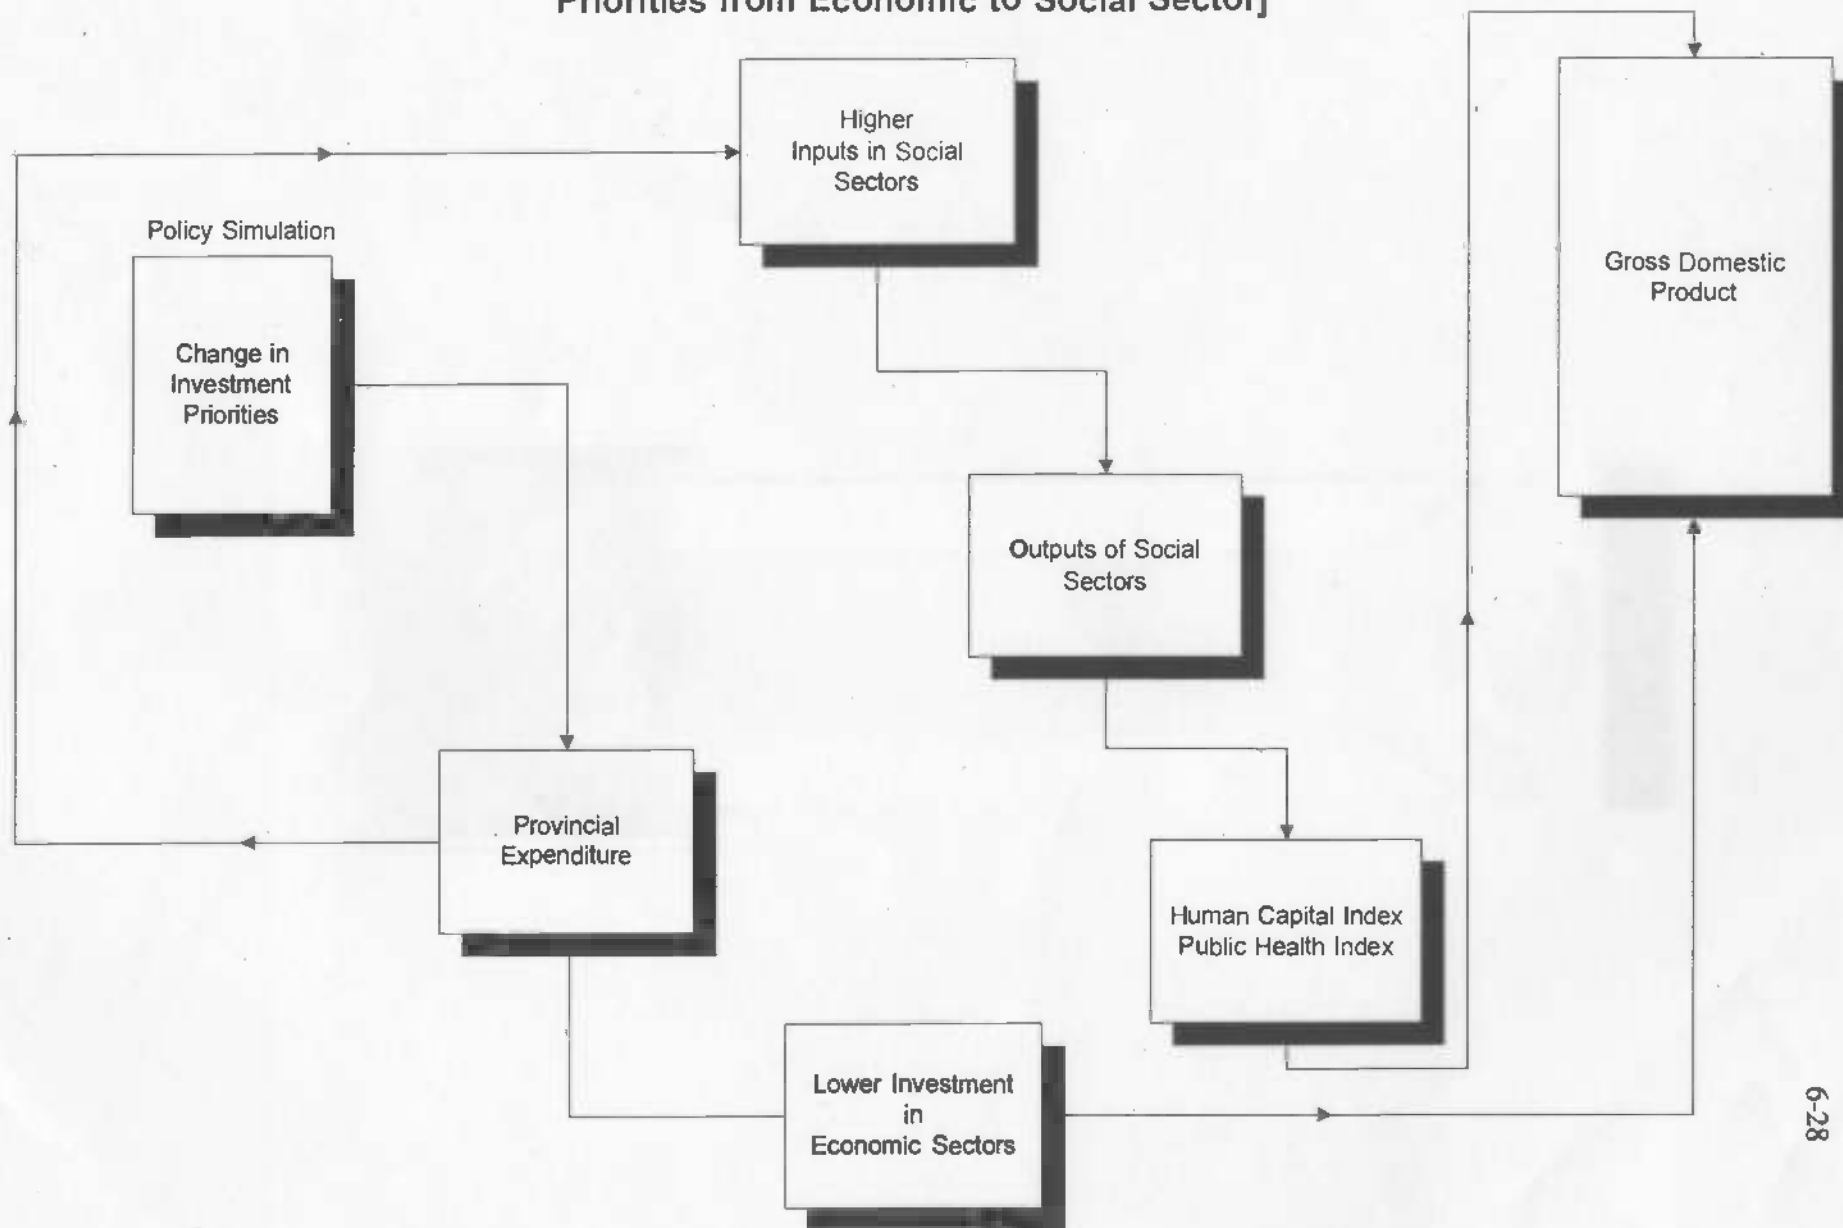 Priorities from Economic to Social Sector]
Higher
Inputs in Social
Sectors
Policy Simulation
Change in
Investment
Priorities
Gross Domestic
Product
Outputs of Social
Sectors
Provincial
Expenditure
Human Capital Index
Public Health Index
Lower Investment
in
Economic Sectors
6-28